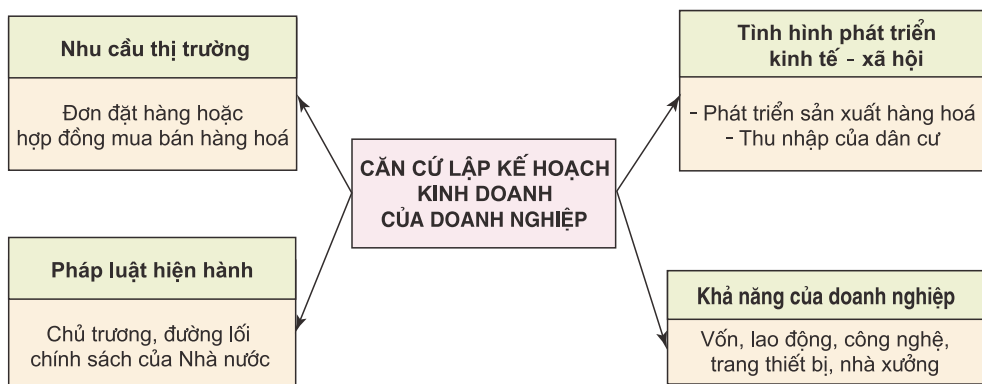 Nhu cầu thị trường
Đơn đặt hàng hoặc
hợp đồng mua bán hàng hoá
Tình hình phát triển
kinh tế - xã hội
- Phát triển sản xuất hàng hoá
- Thu nhập của dân cư
CĂN CỨ LẬP KẾ HOẠCH
KINH DOANH
CỦA DOANH NGHIỆP
Pháp luật hiện hành
Chủ trương, đường lối
chính sách của Nhà nước
Khả năng của doanh nghiệp
Vốn, lao động, công nghệ,
trang thiết bị, nhà xưởng